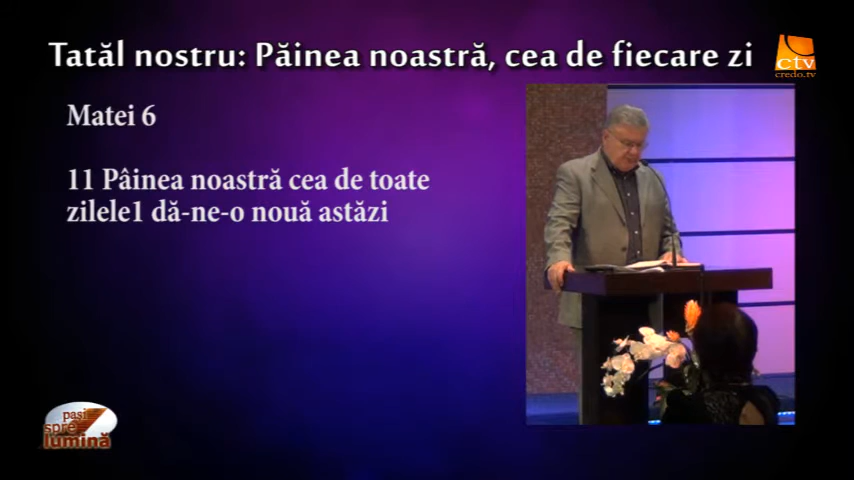 Tatăl nostru: Păinea noastră, cea de fiecare zi
ctv
credo.tv
Matei 6
11 Pâinea noastră cea de toate
zilele1 dă-ne-o nouă astăzi
pași
spre
lumină